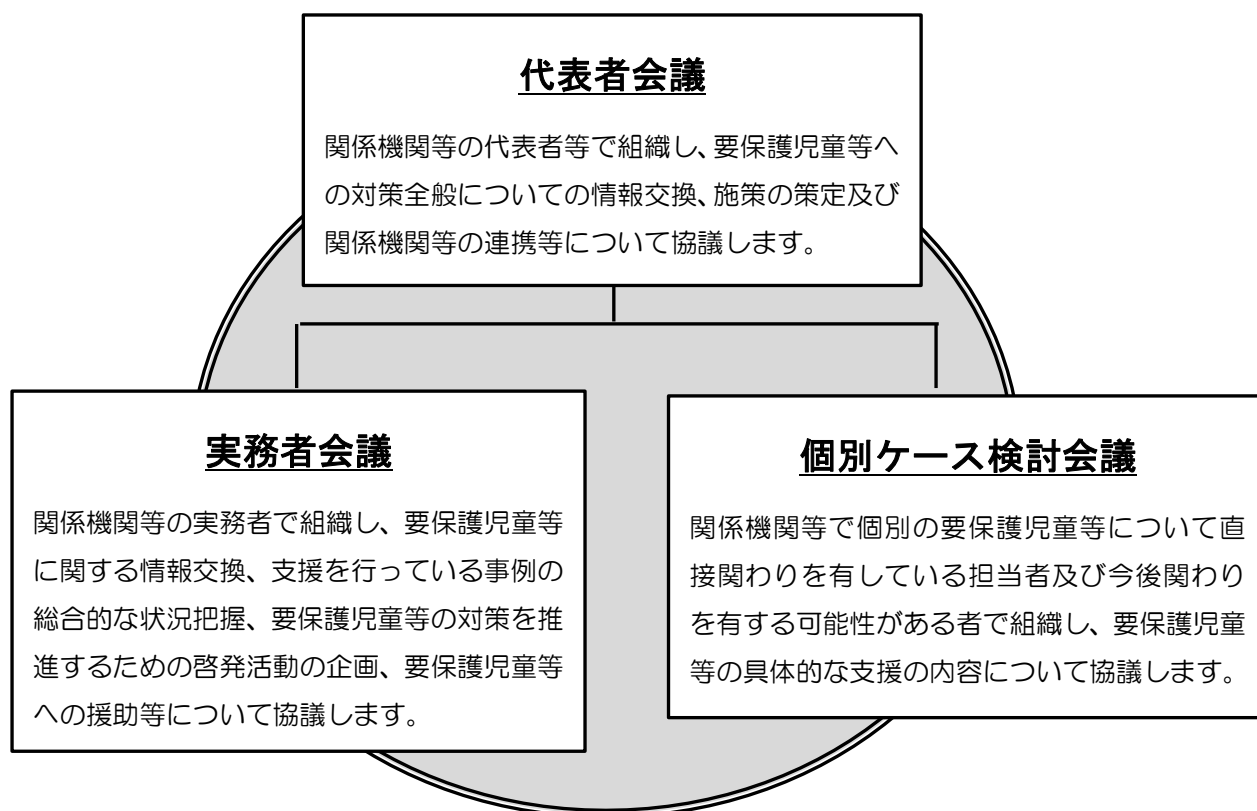 代表者会議
関係機関等の代表者等で組織し、要保護児童等へ
の対策全般についての情報交換、施策の策定及び
関係機関等の連携等について協議します。
実務者会議
関係機関等の実務者で組織し、要保護児童等
に関する情報交換、支援を行っている事例の
総合的な状況把握、要保護児童等の対策を推
進するための啓発活動の企画、要保護児童等
への援助等について協議します。
個別ケース検討会議
関係機関等で個別の要保護児童等について直
接関わりを有している担当者及び今後関わり
を有する可能性がある者で組織し、要保護児童
等の具体的な支援の内容について協議します。